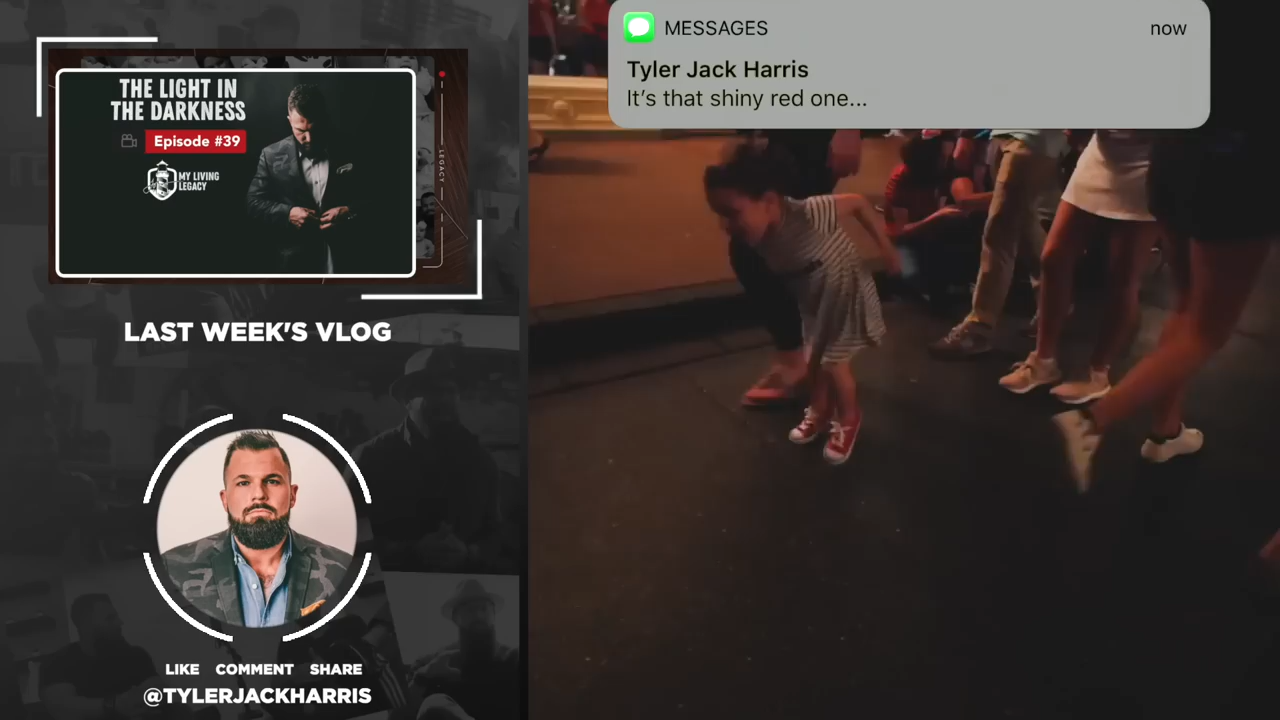 THE LIGHT IN
THE DARKNESS
Episode #39
MY LIVING
LEGACY
LEGACY
LAST WEEK'S VLOG
LIKE COMMENT SHARE
@TYLERJACKHARRIS
MESSAGES
now
Tyler Jack Harris
It's that shiny red one...